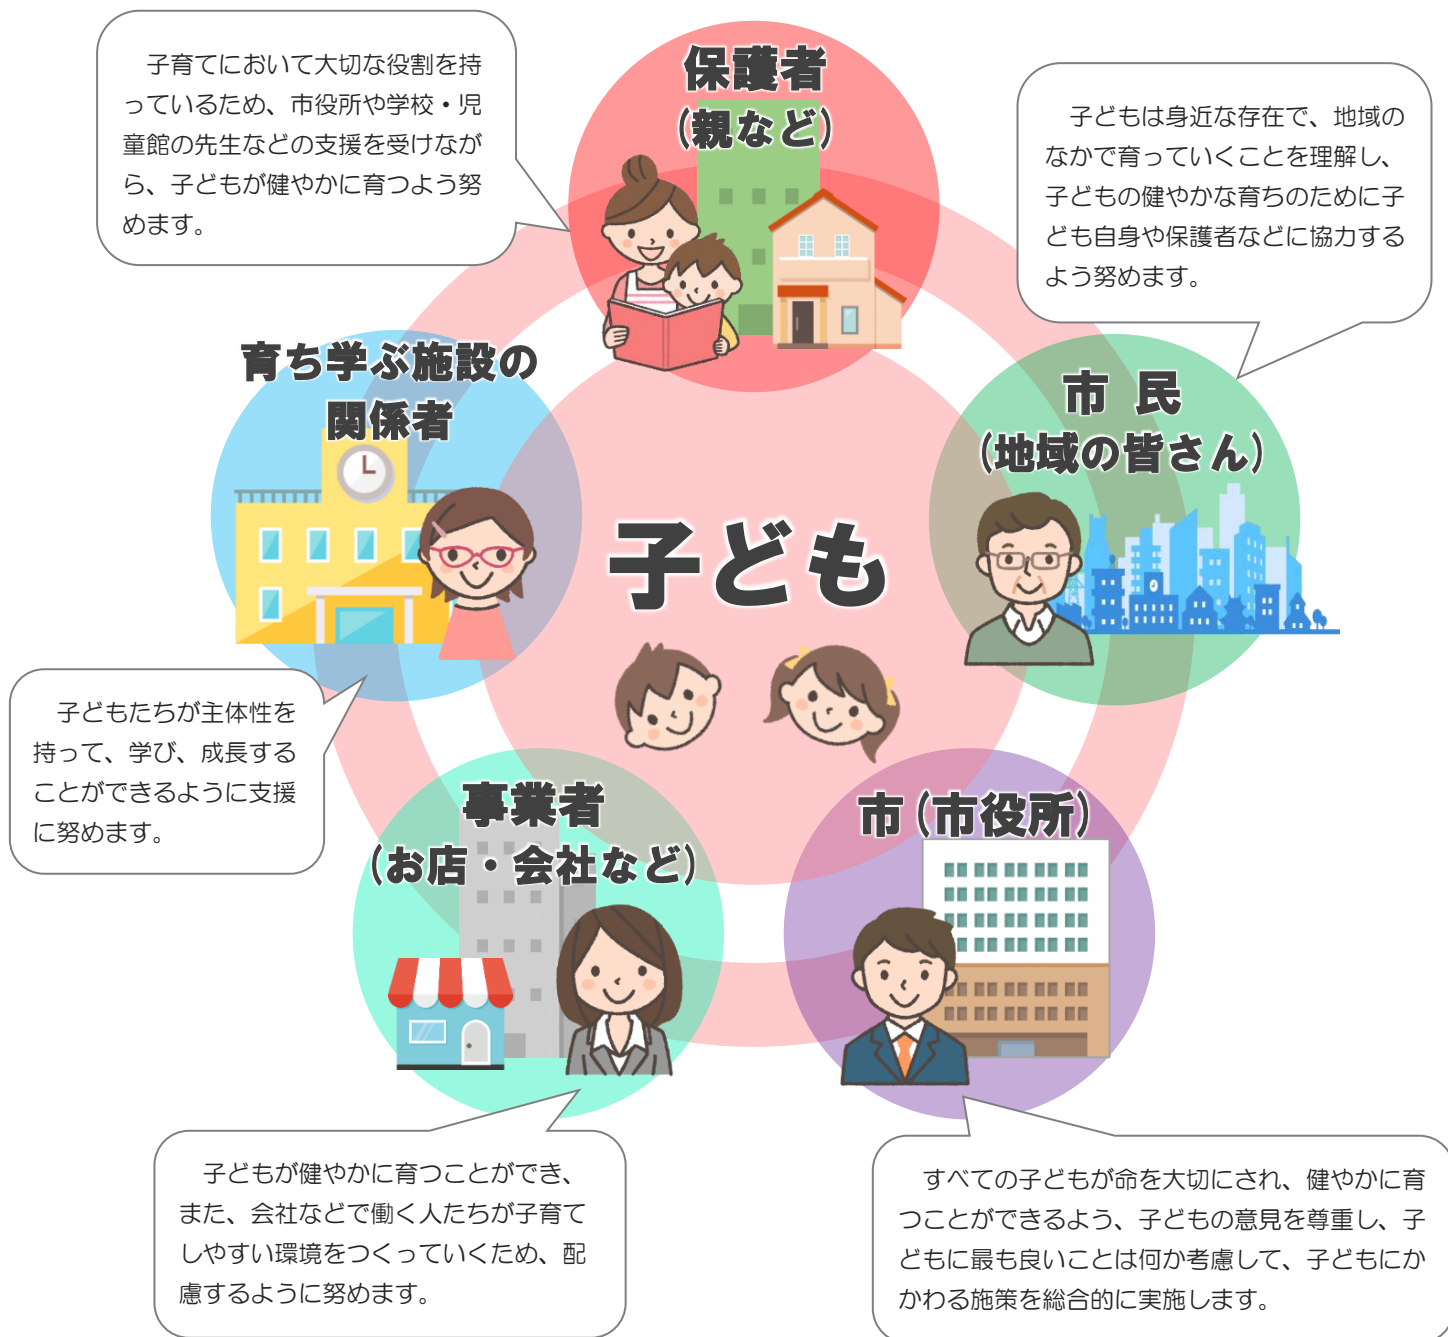 子育てにおいて大切な役割を持
っているため、市役所や学校・児
童館の先生などの支援を受けなが
ら、子どもが健やかに育つよう努
めます。
保護者
(親など)
子どもは身近な存在で、地域の
なかで育っていくことを理解し、
子どもの健やかな育ちのために子
ども自身や保護者などに協力する
よう努めます。
育ち学ぶ施設の
関係者
市 民
(地域の皆さん)
子ども
子どもたちが主体性を
持って、学び、成長する
ことができるように支援
に努めます。
事業者
(お店・会社など)
市(市役所)
子どもが健やかに育つことができ、
また、会社などで働く人たちが子育て
しやすい環境をつくっていくため、配
慮するように努めます。
すべての子どもが命を大切にされ、健やかに育
つことができるよう、子どもの意見を尊重し、子
どもに最も良いことは何か考慮して、子どもにか
かわる施策を総合的に実施します。